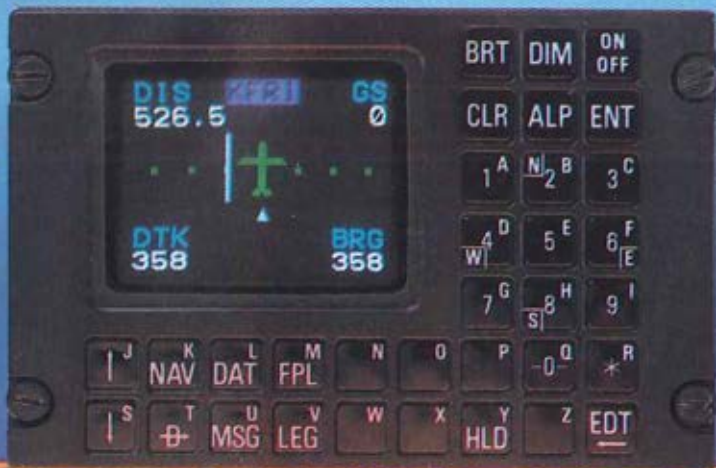 BRT DIM ON OFF
DIS GS
526.5 0
CLR ALP ENT
1 A N 2 B 3 C
DTK BRG
358 358
W 4 D 5 E 6 F E
7 G S 8 H 9 I
↑ J NAV K DAT L FPL M N O P -0- Q * R
↓ S D T MSG U LEG V W X HLD Y Z EDT ←